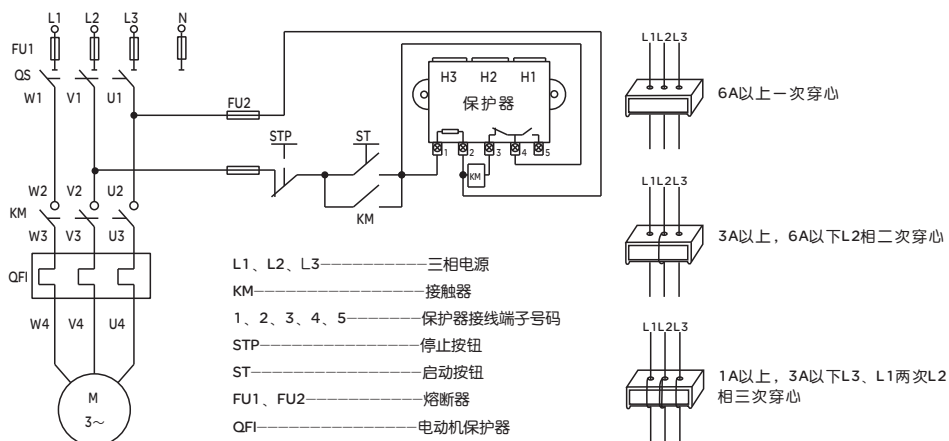 L1 L2 L3 N
FU1
QS
W1 V1 U1
FU2
STP ST
KM
H3 H2 H1
保护器
1 2 3 4 5
KM
W2 V2 U2
KM
W3 V3 U3
QFI
W4 V4 U4
M
3～
L1、L2、L3——————————三相电源
KM————————————————接触器
1、2、3、4、5———————保护器接线端子号码
STP———————————————停止按钮
ST————————————————启动按钮
FU1、FU2——————————熔断器
QFI———————————————电动机保护器
L1L2L3
6A以上一次穿心
L1L2L3
3A以上，6A以下L2相二次穿心
L1L2L3
1A以上，3A以下L3、L1两次L2
相三次穿心